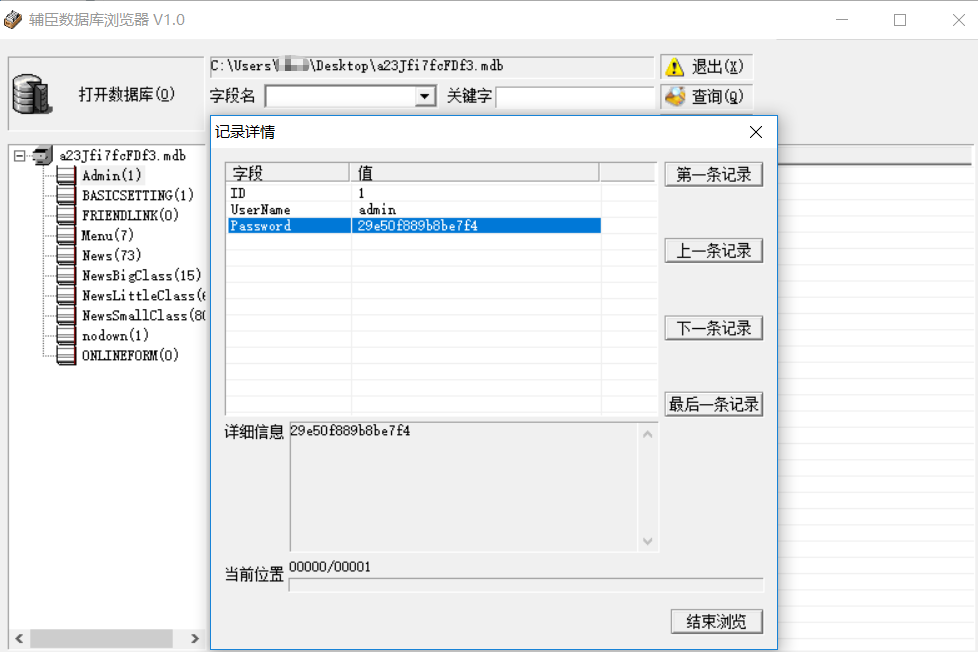 辅臣数据库浏览器 V1.0
打开数据库(O)
C:\Users\
\Desktop\a23Jfi7fcFDf3.mdb
退出(X)
字段名
关键字
查询(Q)
a23Jfi7fcFDf3.mdb
Admin(1)
BASICSETTING(1)
FRIENDLINK(0)
Menu(7)
News(73)
NewsBigClass(15)
NewsLittleClass(
NewsSmallClass(80
nodown(1)
ONLINEFORM(0)
记录详情
字段 值
ID 1
UserName admin
Password 29e50f889b8be7f4
第一条记录
上一条记录
下一条记录
最后一条记录
详细信息 29e50f889b8be7f4
当前位置 00000/00001
结束浏览